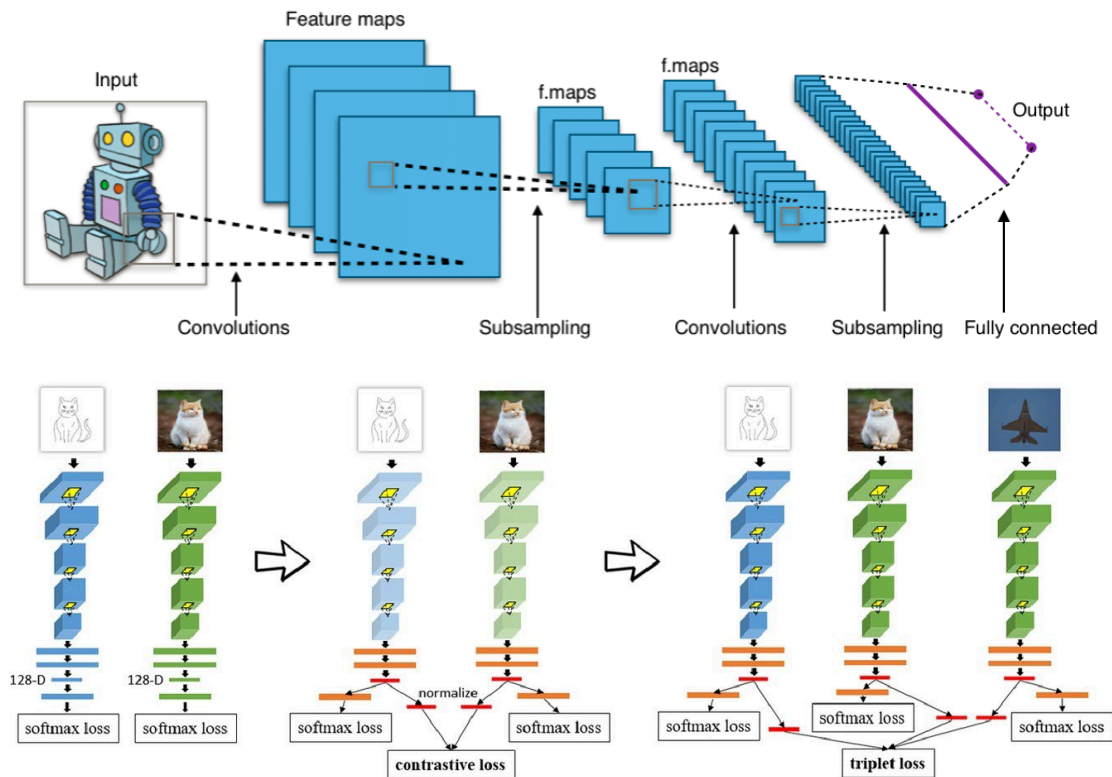 Feature maps
Input
f.maps
f.maps
Output
Convolutions
Subsampling
Convolutions
Subsampling
Fully connected
128-D
128-D
softmax loss
softmax loss
normalize
softmax loss
softmax loss
contrastive loss
softmax loss
softmax loss
softmax loss
triplet loss